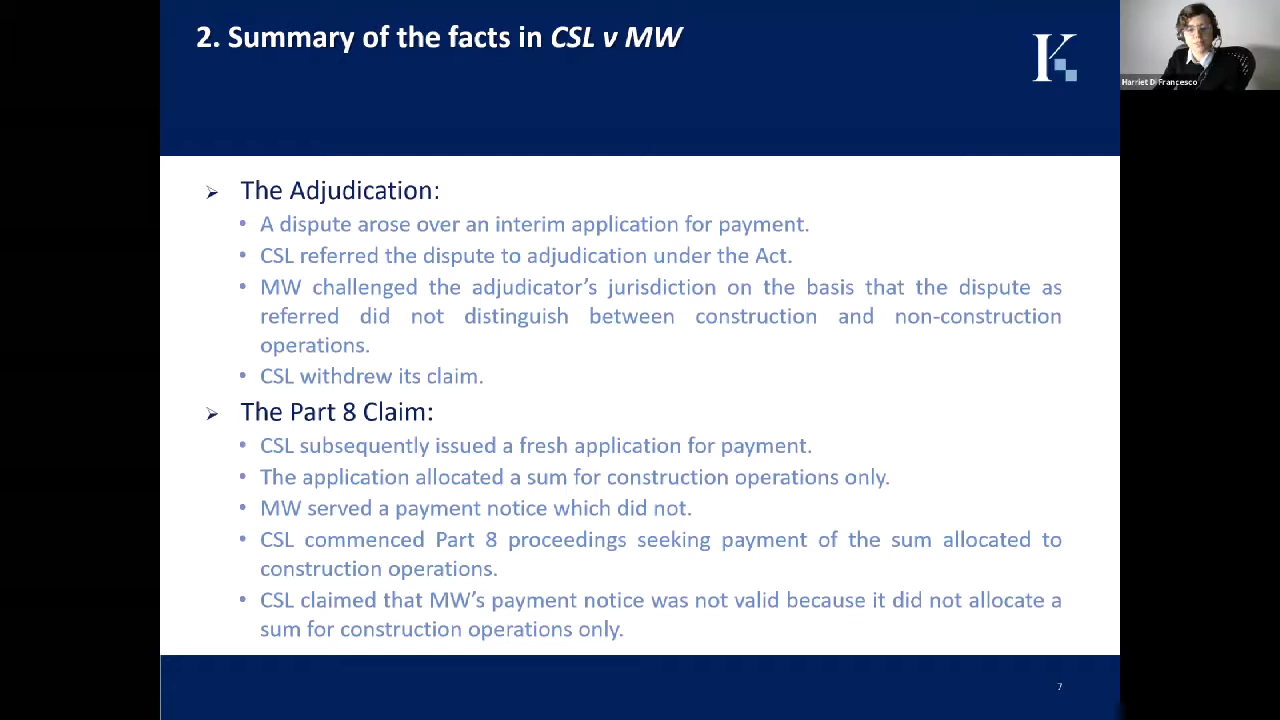 2. Summary of the facts in CSL v MW
K
Harriet Di Francesco
➢ The Adjudication:
• A dispute arose over an interim application for payment.
• CSL referred the dispute to adjudication under the Act.
• MW challenged the adjudicator’s jurisdiction on the basis that the dispute as
referred did not distinguish between construction and non-construction
operations.
• CSL withdrew its claim.
➢ The Part 8 Claim:
• CSL subsequently issued a fresh application for payment.
• The application allocated a sum for construction operations only.
• MW served a payment notice which did not.
• CSL commenced Part 8 proceedings seeking payment of the sum allocated to
construction operations.
• CSL claimed that MW’s payment notice was not valid because it did not allocate a
sum for construction operations only.
7